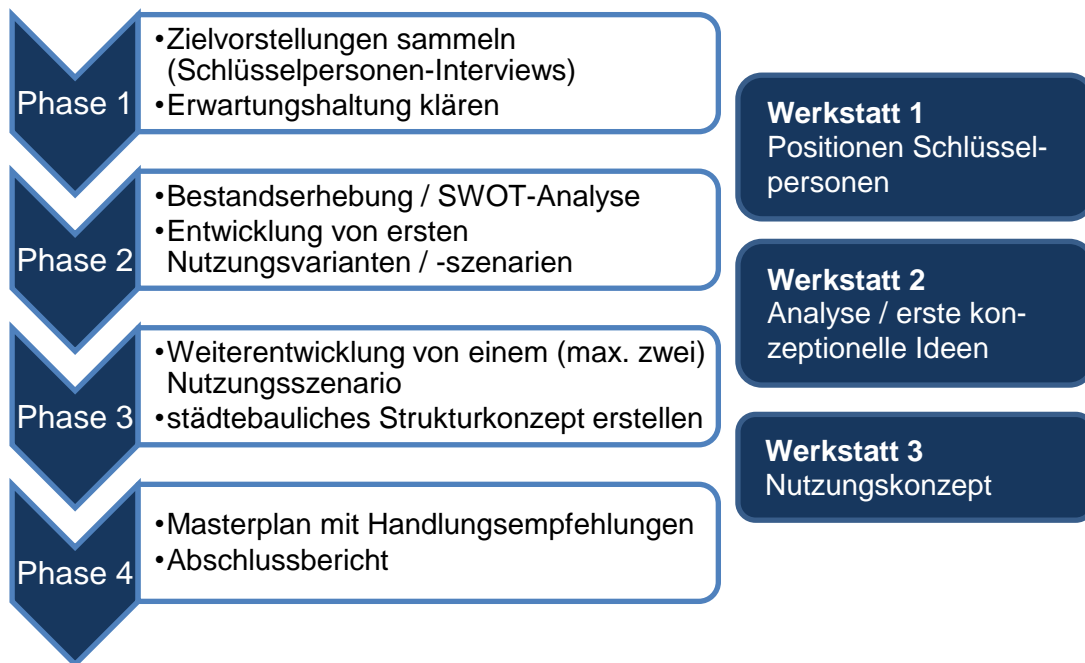 Phase 1
•Zielvorstellungen sammeln
(Schlüsselpersonen-Interviews)
•Erwartungshaltung klären
Phase 2
•Bestandserhebung / SWOT-Analyse
•Entwicklung von ersten
Nutzungsvarianten / -szenarien
Phase 3
•Weiterentwicklung von einem (max. zwei)
Nutzungsszenario
•städtebauliches Strukturkonzept erstellen
Phase 4
•Masterplan mit Handlungsempfehlungen
•Abschlussbericht
Werkstatt 1
Positionen Schlüssel-
personen
Werkstatt 2
Analyse / erste kon-
zeptionelle Ideen
Werkstatt 3
Nutzungskonzept